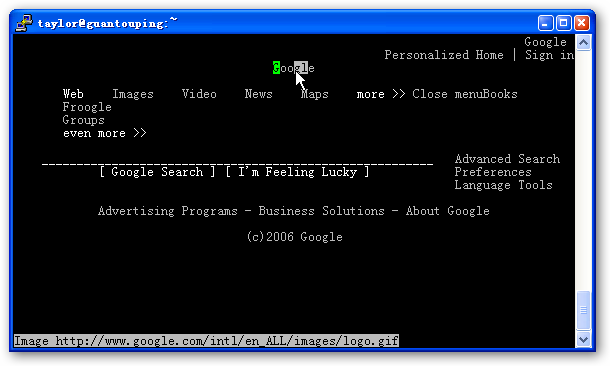 taylor@guantouping:~
Google
Personalized Home | Sign in
Google
Web Images Video News Maps more >> Close menuBooks
Froogle
Groups
even more >>
Advanced Search
[ Google Search ] [ I'm Feeling Lucky ] Preferences
Language Tools
Advertising Programs - Business Solutions - About Google
(c)2006 Google
Image http://www.google.com/intl/en_ALL/images/logo.gif